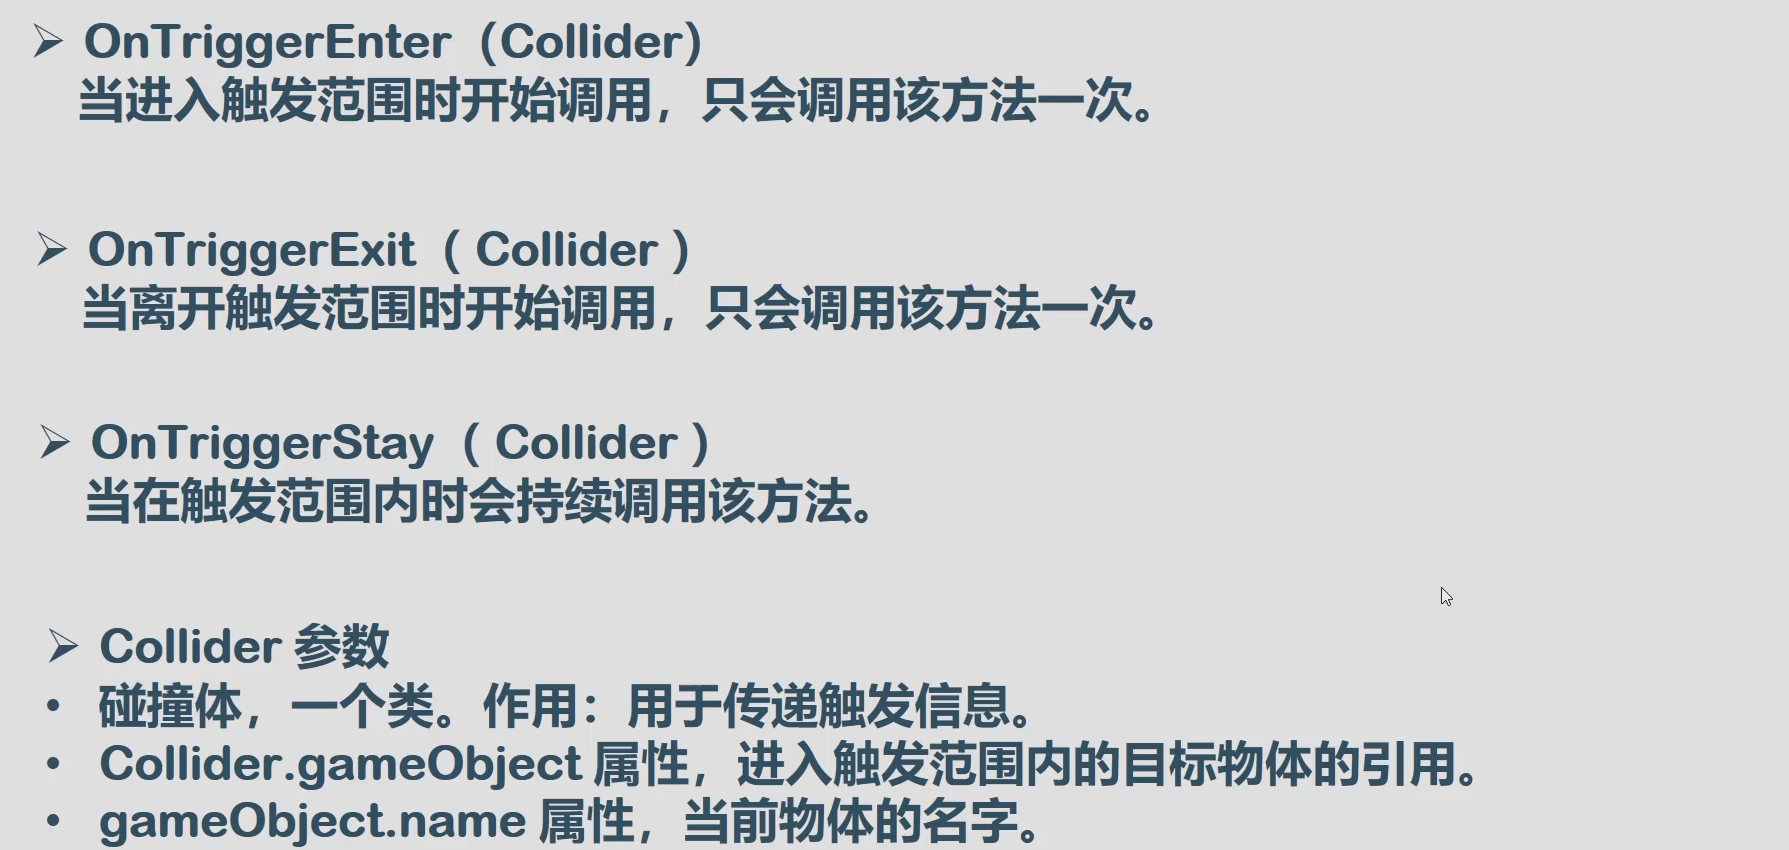 ➢ OnTriggerEnter（Collider）
当进入触发范围时开始调用，只会调用该方法一次。
➢ OnTriggerExit（ Collider ）
当离开触发范围时开始调用，只会调用该方法一次。
➢ OnTriggerStay（ Collider ）
当在触发范围内时会持续调用该方法。
➢ Collider 参数
• 碰撞体，一个类。作用：用于传递触发信息。
• Collider.gameObject 属性，进入触发范围内的目标物体的引用。
• gameObject.name 属性，当前物体的名字。